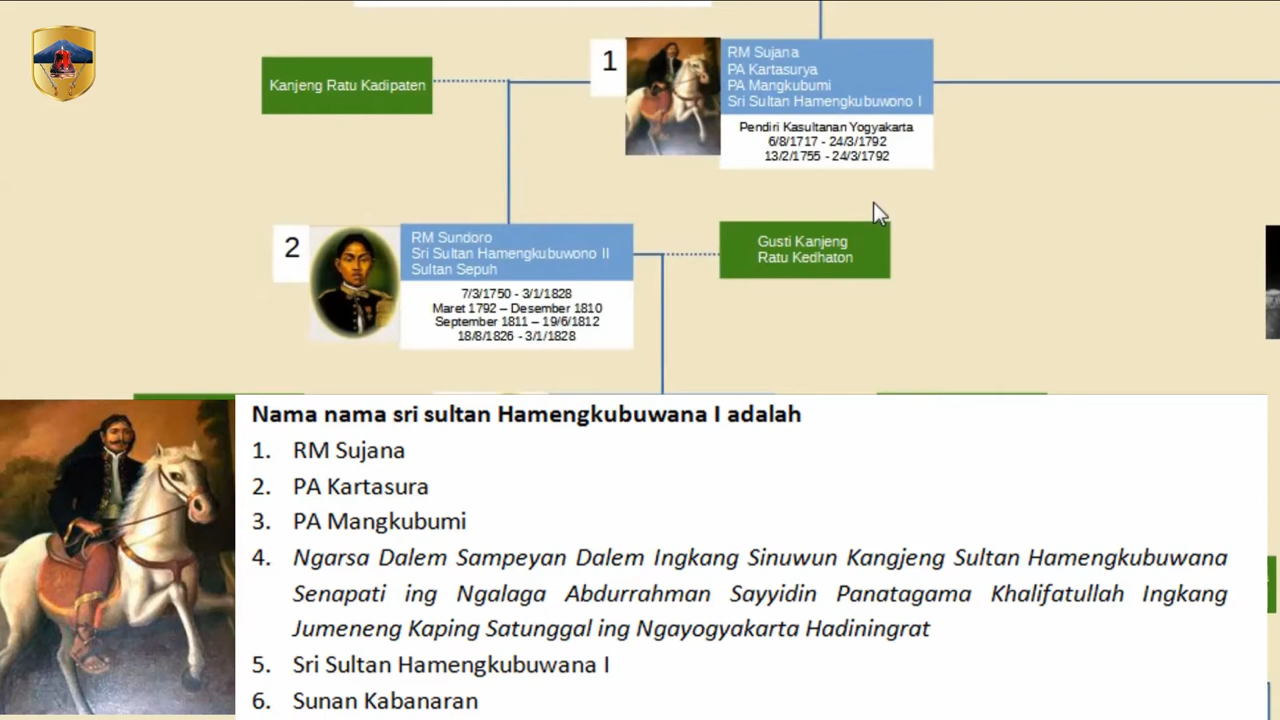 Kanjeng Ratu Kadipaten
1
RM Sujana
PA Kartasurya
PA Mangkubumi
Sri Sultan Hamengkubuwono I
Pendiri Kasultanan Yogyakarta
6/8/1717 - 24/3/1792
13/2/1755 - 24/3/1792
2
RM Sundoro
Sri Sultan Hamengkubuwono II
Sultan Sepuh
7/3/1750 - 3/1/1828
Maret 1792 – Desember 1810
September 1811 – 19/6/1812
18/8/1826 - 3/1/1828
Gusti Kanjeng
Ratu Kedhaton
Nama nama sri sultan Hamengkubuwana I adalah
1. RM Sujana
2. PA Kartasura
3. PA Mangkubumi
4. Ngarsa Dalem Sampeyan Dalem Ingkang Sinuwun Kangjeng Sultan Hamengkubuwana
Senapati ing Ngalaga Abdurrahman Sayyidin Panatagama Khalifatullah Ingkang
Jumeneng Kaping Satunggal ing Ngayogyakarta Hadiningrat
5. Sri Sultan Hamengkubuwana I
6. Sunan Kabanaran